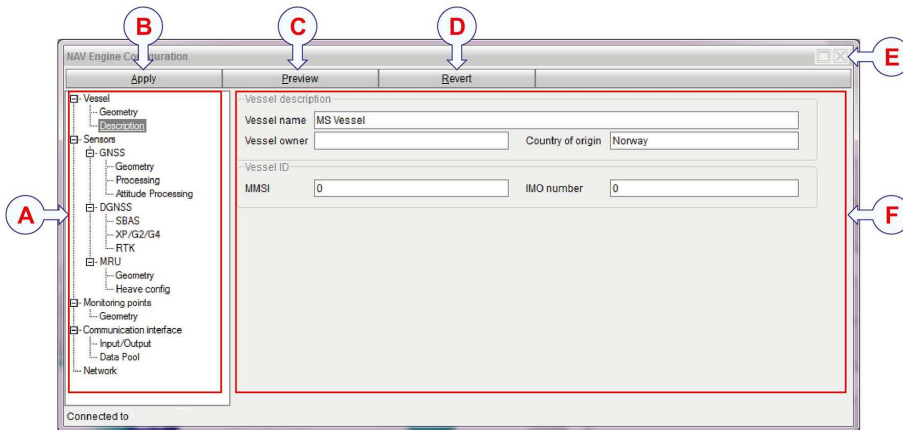 B
C
D
NAV Engine Configuration
E
Apply
Preview
Revert
Vessel
Geometry
Description
Sensors
GNSS
Geometry
Processing
Attitude Processing
DGNSS
SBAS
XP/G2/G4
RTK
MRU
Geometry
Heave config
Monitoring points
Geometry
Communication interface
Input/Output
Data Pool
Network
A
Vessel description
Vessel name MS Vessel
Vessel owner Country of origin Norway
Vessel ID
MMSI 0 IMO number 0
F
Connected to